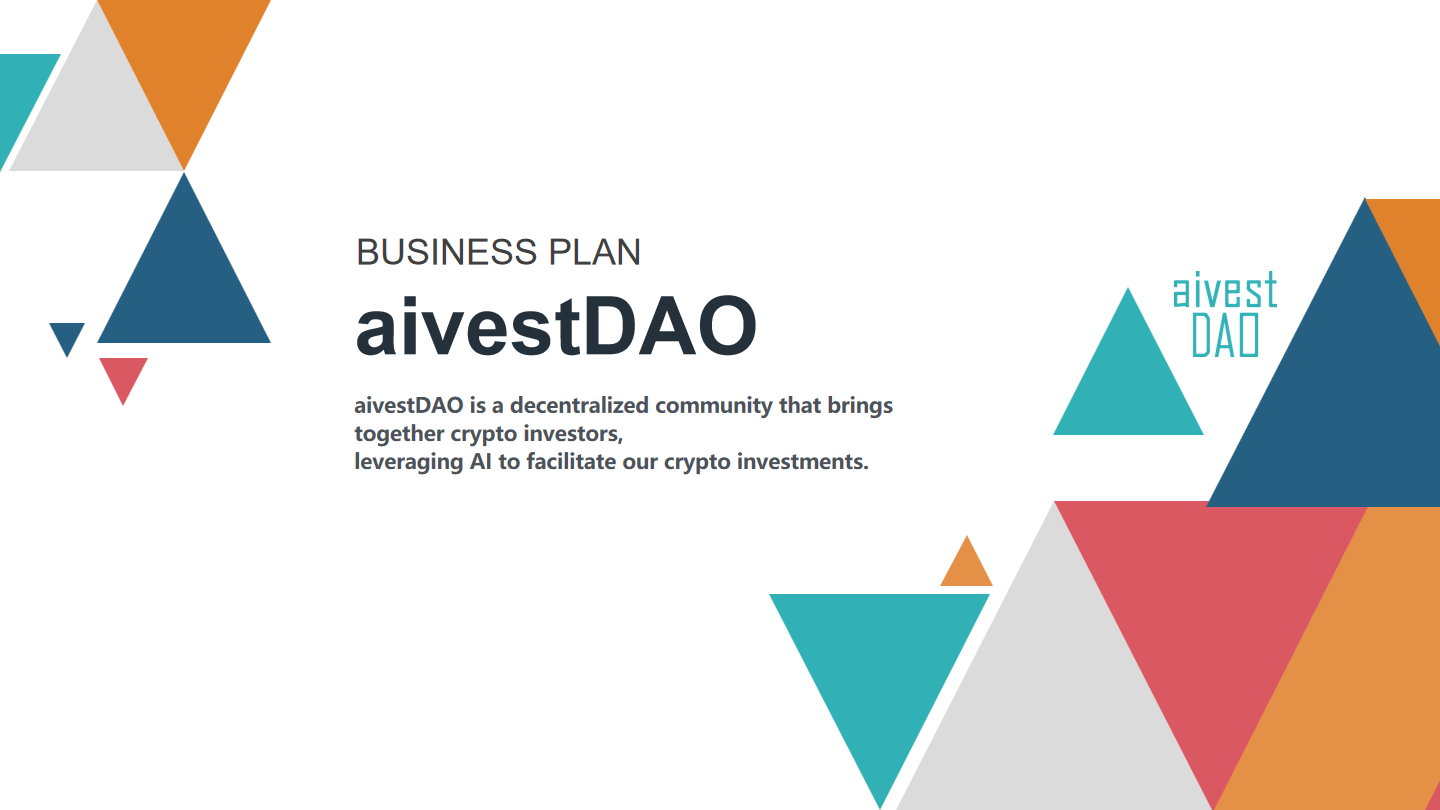 BUSINESS PLAN
aivestDAO
aivestDAO is a decentralized community that brings
together crypto investors,
leveraging AI to facilitate our crypto investments.
aivest
DAO